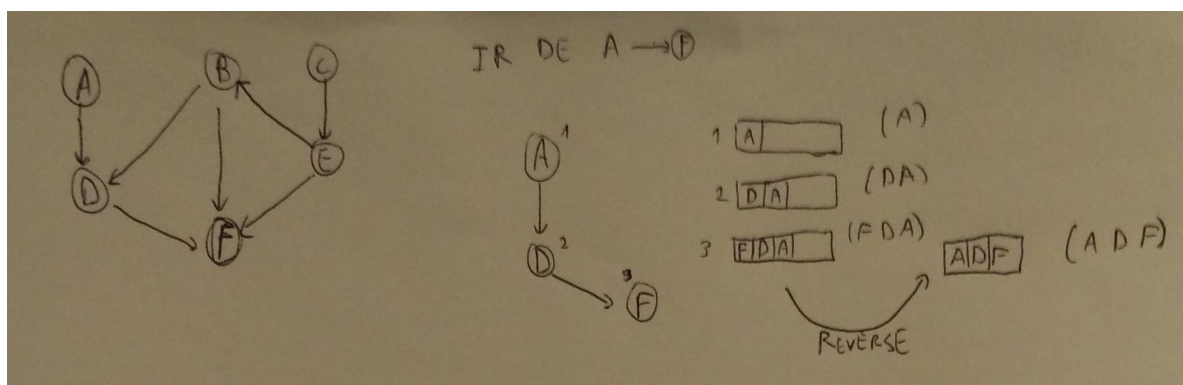 A
B
C
D
E
F
IR DE A → F
A 1
D 2
3 F
1 A (A)
2 D A (DA)
3 F D A (F D A)
A D F (A D F)
REVERSE